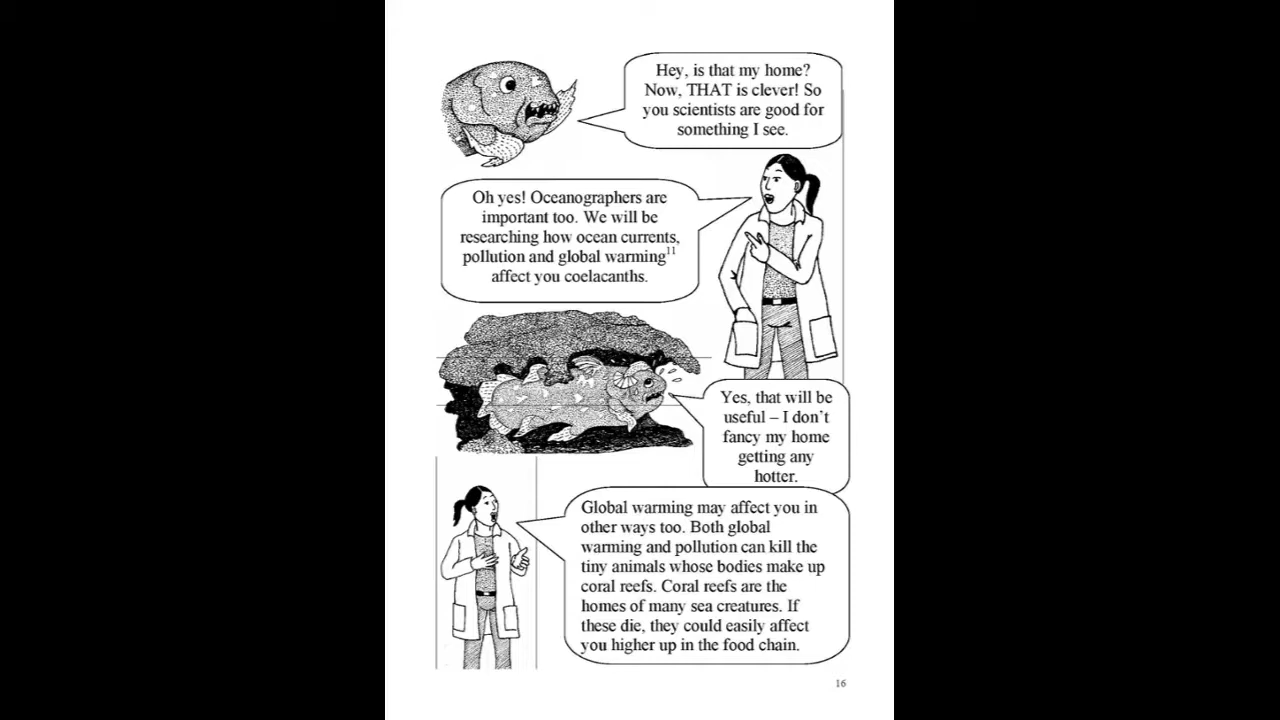 Hey, is that my home?
Now, THAT is clever! So
you scientists are good for
something I see.
Oh yes! Oceanographers are
important too. We will be
researching how ocean currents,
pollution and global warming11
affect you coelacanths.
Yes, that will be
useful – I don’t
fancy my home
getting any
hotter.
Global warming may affect you in
other ways too. Both global
warming and pollution can kill the
tiny animals whose bodies make up
coral reefs. Coral reefs are the
homes of many sea creatures. If
these die, they could easily affect
you higher up in the food chain.
16